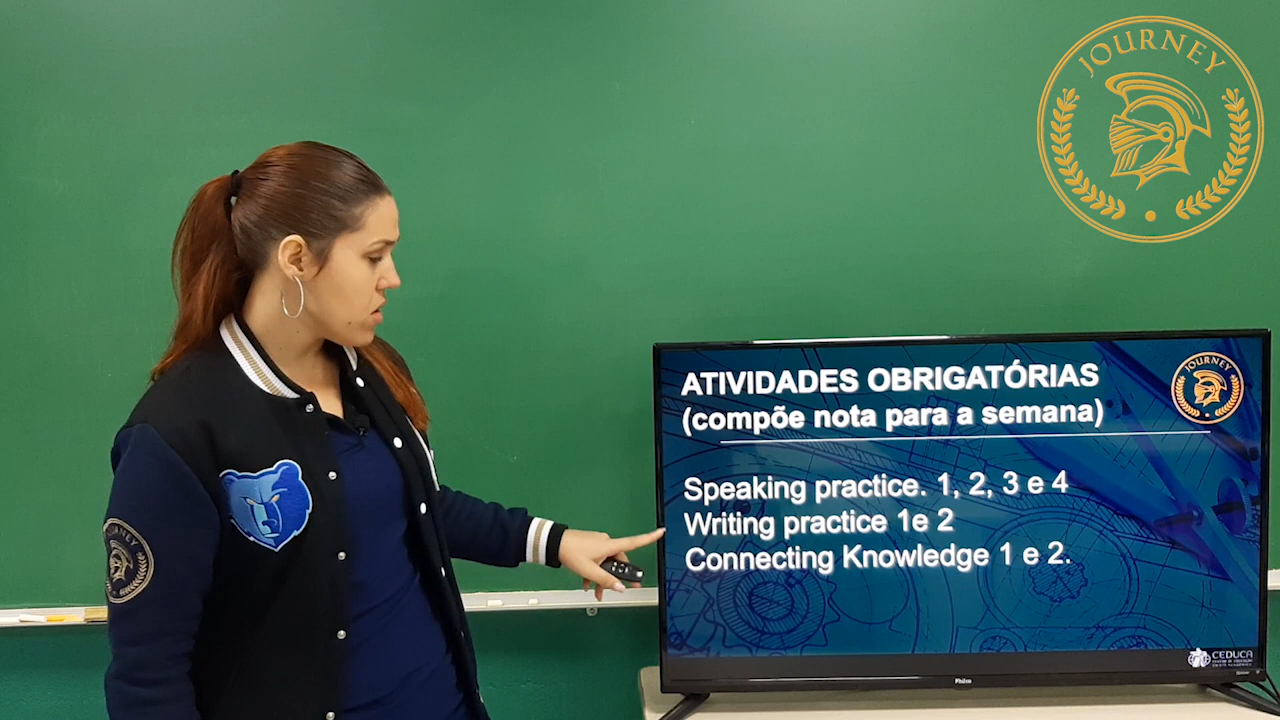 JOURNEY
ATIVIDADES OBRIGATÓRIAS
(compõe nota para a semana)
JOURNEY
Speaking practice. 1, 2, 3 e 4
Writing practice 1e 2
Connecting Knowledge 1 e 2.
CEDUCA
Philco